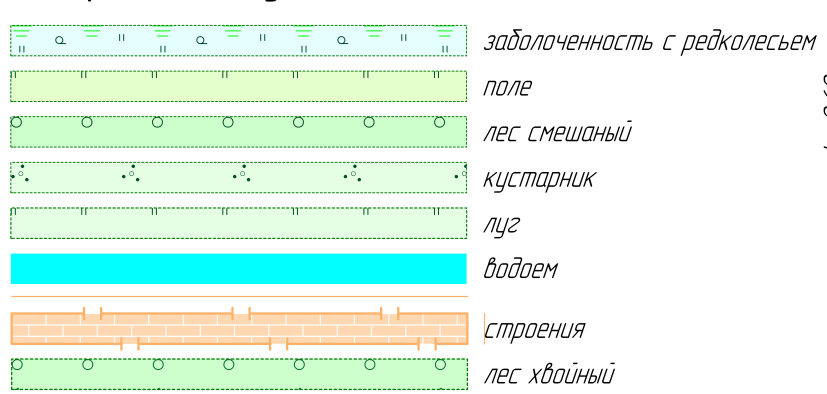 заболоченность с редколесьем
поле
лес смешаный
кустарник
луг
водоем
строения
лес хвойный